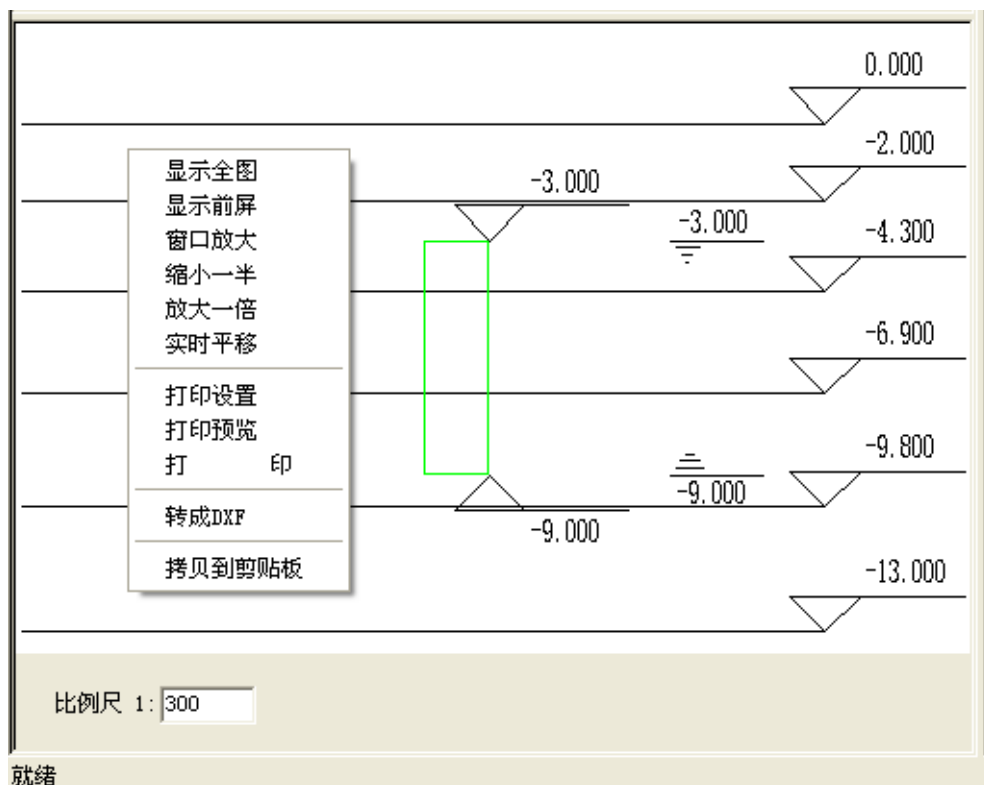 0.000
-2.000
显示全图
-3.000
显示前屏
-3.000
-4.300
窗口放大
缩小一半
放大一倍
实时平移
-6.900
打印设置
打印预览
打 印
-9.800
-9.000
转成DXF
-9.000
拷贝到剪贴板
-13.000
比例尺 1: 300
就绪